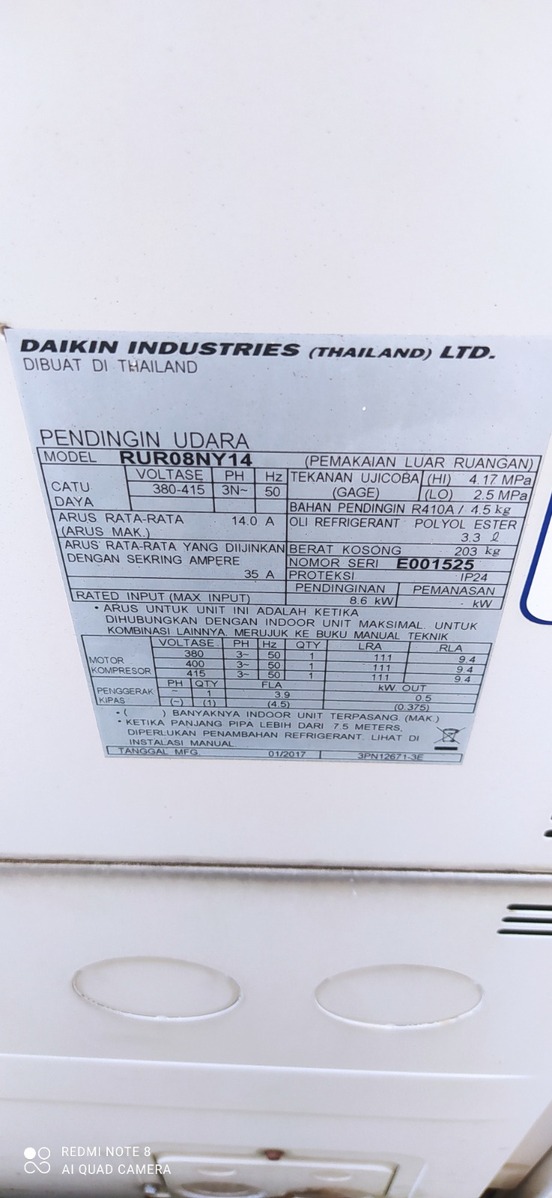 DAIKIN INDUSTRIES (THAILAND) LTD.
DIBUAT DI THAILAND
PENDINGIN UDARA
MODEL RUR08NY14 (PEMAKAIAN LUAR RUANGAN)
CATU DAYA VOLTASE PH Hz
380-415 3N~ 50
TEKANAN UJICOBA (HI) 4.17 MPa
(GAGE) (LO) 2.5 MPa
BAHAN PENDINGIN R410A / 4.5 kg
ARUS RATA-RATA 14.0 A
(ARUS MAK.)
OLI REFRIGERANT POLYOL ESTER
3.3 ℓ
ARUS RATA-RATA YANG DIIJINKAN
DENGAN SEKRING AMPERE
35 A
BERAT KOSONG 203 kg
NOMOR SERI E001525
PROTEKSI IP24
PENDINGINAN PEMANASAN
RATED INPUT (MAX INPUT) 8.6 kW · kW
• ARUS UNTUK UNIT INI ADALAH KETIKA
DIHUBUNGKAN DENGAN INDOOR UNIT MAKSIMAL. UNTUK
KOMBINASI LAINNYA, MERUJUK KE BUKU MANUAL TEKNIK
MOTOR KOMPRESOR VOLTASE PH Hz QTY LRA RLA
380 3~ 50 1 111 9.4
400 3~ 50 1 111 9.4
415 3~ 50 1 111 9.4
PENGGERAK KIPAS PH QTY FLA kW OUT
~ 1 3.9 0.5
(~) (1) (4.5) (0.375)
• ( ) BANYAKNYA INDOOR UNIT TERPASANG (MAK.)
• KETIKA PANJANG PIPA LEBIH DARI 7.5 METERS,
DIPERLUKAN PENAMBAHAN REFRIGERANT. LIHAT DI
INSTALASI MANUAL
TANGGAL MFG. 01/2017 3PN12671-3E
REDMI NOTE 8
AI QUAD CAMERA